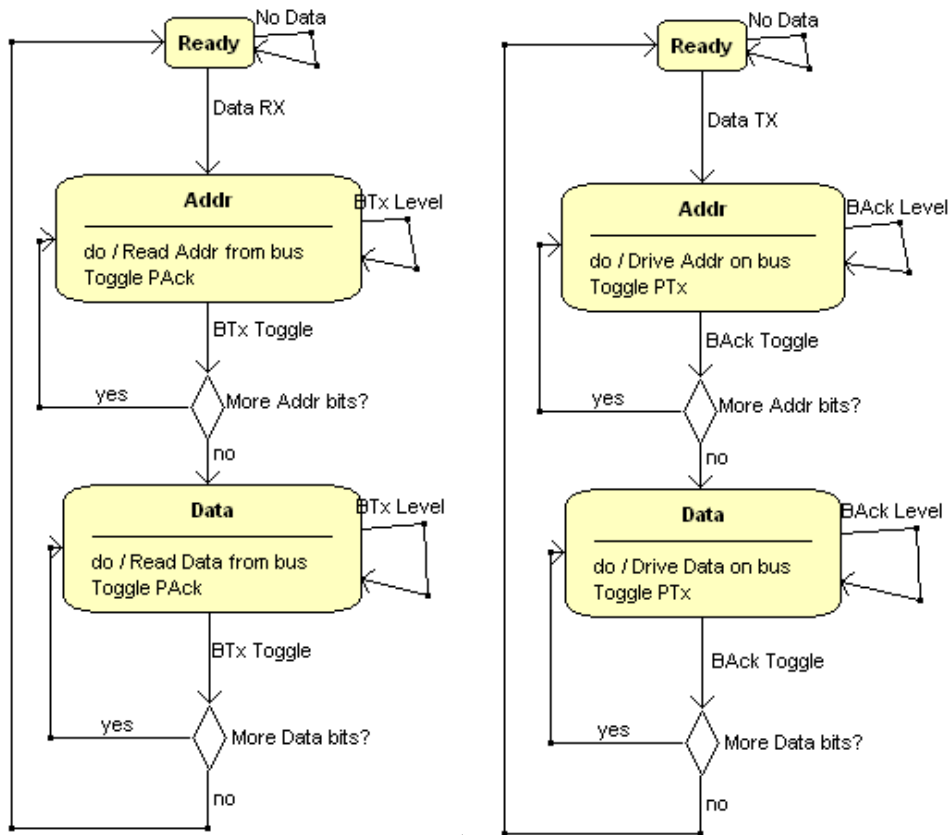 No Data
Ready
Data RX
Addr
BTx Level
do / Read Addr from bus
Toggle PAck
BTx Toggle
yes
More Addr bits?
no
Data
BTx Level
do / Read Data from bus
Toggle PAck
BTx Toggle
yes
More Data bits?
no
No Data
Ready
Data TX
Addr
BAck Level
do / Drive Addr on bus
Toggle PTx
BAck Toggle
yes
More Addr bits?
no
Data
BAck Level
do / Drive Data on bus
Toggle PTx
BAck Toggle
yes
More Data bits?
no